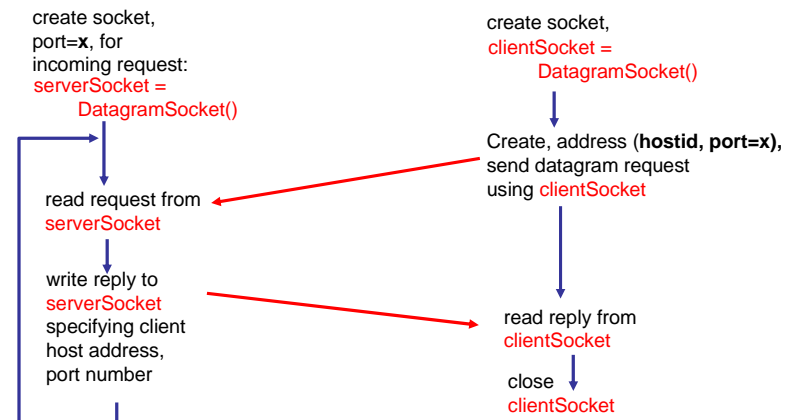 create socket,
port=x, for
incoming request:
serverSocket =
DatagramSocket()
read request from
serverSocket
write reply to
serverSocket
specifying client
host address,
port number
create socket,
clientSocket =
DatagramSocket()
Create, address (hostid, port=x),
send datagram request
using clientSocket
read reply from
clientSocket
close
clientSocket